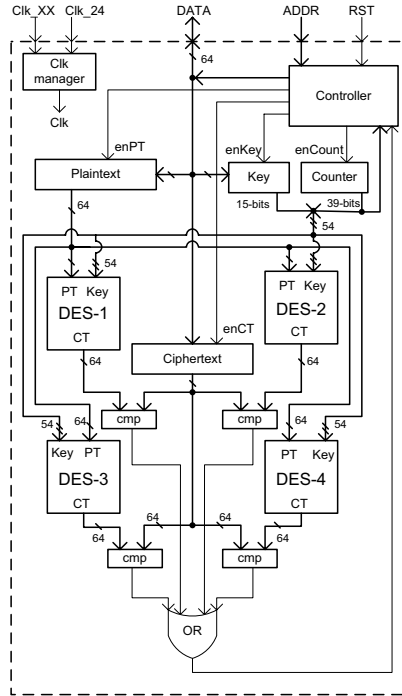 Clk_XX Clk_24 DATA ADDR RST
64
Clk manager
Clk
Controller
enPT enKey enCount
Plaintext Key Counter
15-bits 39-bits
64 54
54
PT Key PT Key
DES-1 DES-2
CT CT
enCT
Ciphertext
64 64
cmp cmp
54 64 64 54
Key PT PT Key
DES-3 DES-4
CT CT
64 64 64 64
cmp cmp
OR